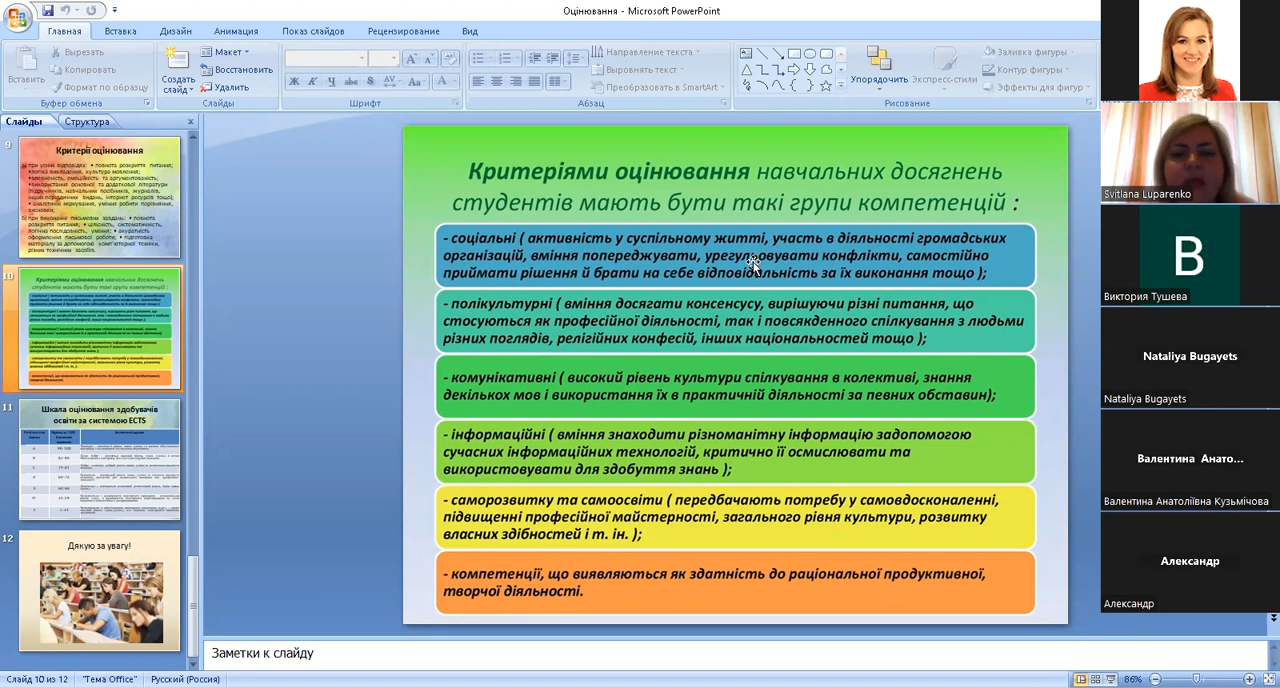 Оцінювання - Microsoft PowerPoint
Главная
Вставка
Дизайн
Анимация
Показ слайдов
Рецензирование
Вид
Вставить
Вырезать
Копировать
Формат по образцу
Буфер обмена
Создать слайд
Макет
Восстановить
Удалить
Слайды
Ж К Ч abc S AV Aa А
Шрифт
Направление текста
Выровнять текст
Преобразовать в SmartArt
Абзац
Упорядочить
Экспресс-стили
Заливка фигуры
Контур фигуры
Эффекты для фигур
Рисование
Слайды
Структура
9
Критерії оцінювання
10
11
Шкала оцінювання здобувачів
освіти за системою ECTS
12
Дякую за увагу!
Критеріями оцінювання навчальних досягнень
студентів мають бути такі групи компетенцій :
- соціальні ( активність у суспільному житті, участь в діяльності громадських
організацій, вміння попереджувати, урегульовувати конфлікти, самостійно
приймати рішення й брати на себе відповідальність за їх виконання тощо );
- полікультурні ( вміння досягати консенсусу, вирішуючи різні питання, що
стосуються як професійної діяльності, так і повсякденного спілкування з людьми
різних поглядів, релігійних конфесій, інших національностей тощо );
- комунікативні ( високий рівень культури спілкування в колективі, знання
декількох мов і використання їх в практичній діяльності за певних обставин);
- інформаційні ( вміння знаходити різноманітну інформацію задопомогою
сучасних інформаційних технологій, критично її осмислювати та
використовувати для здобуття знань );
- саморозвитку та самоосвіти ( передбачають потребу у самовдосконаленні,
підвищенні професійної майстерності, загального рівня культури, розвитку
власних здібностей і т. ін. );
- компетенції, що виявляються як здатність до раціональної продуктивної,
творчої діяльності.
Заметки к слайду
Слайд 10 из 12
"Тема Office"
Русский (Россия)
86%
Svitlana Luparenko
В
Виктория Тушева
Nataliya Bugayets
Nataliya Bugayets
Валентина Анато...
Валентина Анатоліївна Кузьмічова
Александр
Александр